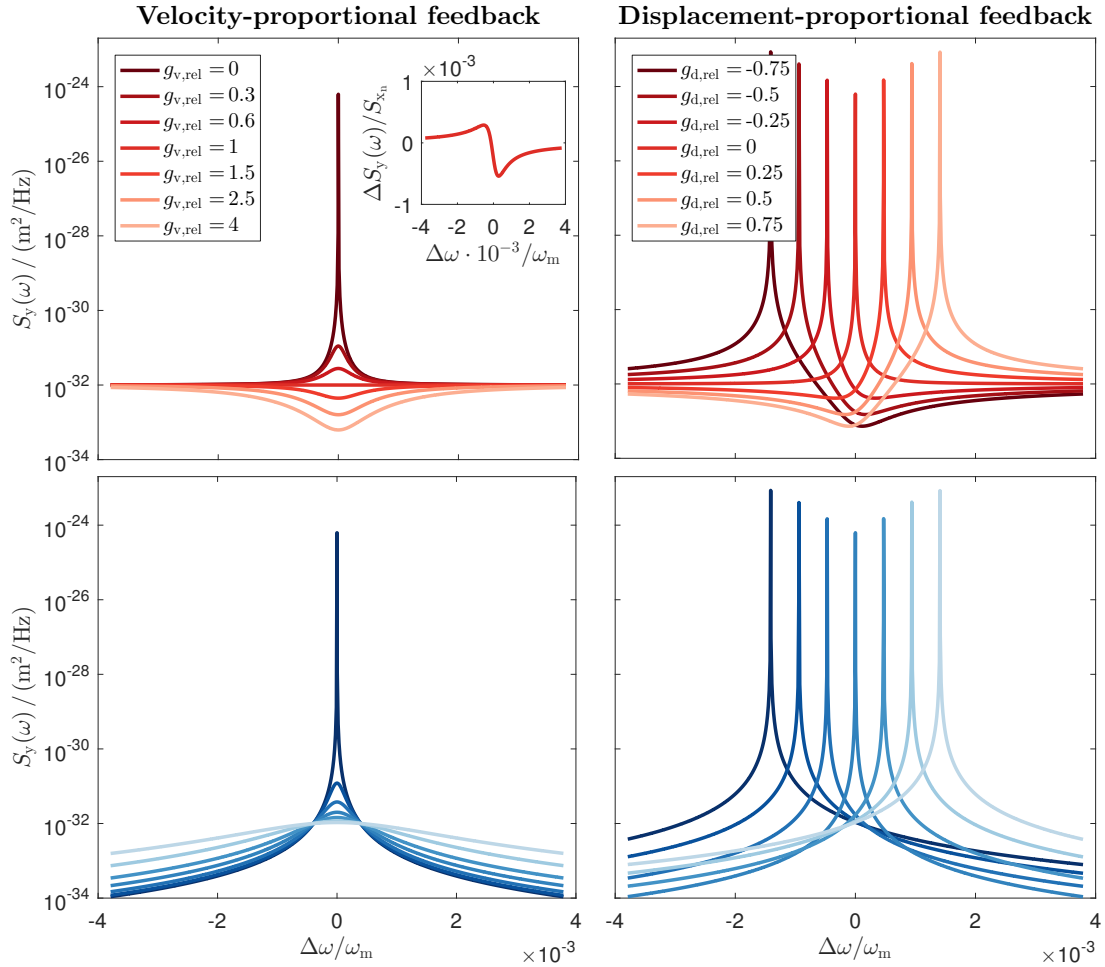 Velocity-proportional feedback
Displacement-proportional feedback
S_y(ω) / (m²/Hz)
10⁻²⁴
10⁻²⁶
10⁻²⁸
10⁻³⁰
10⁻³²
10⁻³⁴
g_v,rel = 0
g_v,rel = 0.3
g_v,rel = 0.6
g_v,rel = 1
g_v,rel = 1.5
g_v,rel = 2.5
g_v,rel = 4
×10⁻³
ΔS_y(ω)/S_xₙ
1
0
-1
-4 -2 0 2 4
Δω · 10⁻³/ω_m
g_d,rel = -0.75
g_d,rel = -0.5
g_d,rel = -0.25
g_d,rel = 0
g_d,rel = 0.25
g_d,rel = 0.5
g_d,rel = 0.75
S_y(ω) / (m²/Hz)
10⁻²⁴
10⁻²⁶
10⁻²⁸
10⁻³⁰
10⁻³²
10⁻³⁴
-4 -2 0 2 4
Δω/ω_m
×10⁻³
-4 -2 0 2 4
Δω/ω_m
×10⁻³